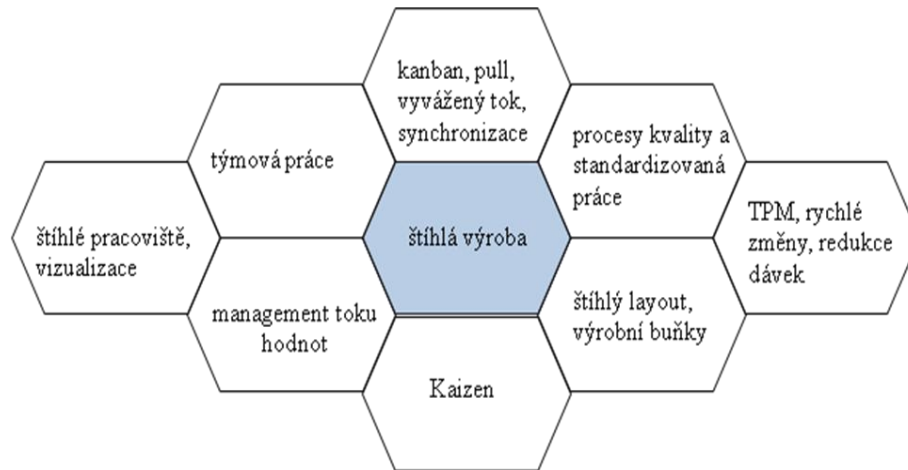 kanban, pull,
vyvážený tok,
synchronizace
týmová práce
procesy kvality a
standardizovaná
práce
štíhlé pracoviště,
vizualizace
štíhlá výroba
TPM, rychlé
změny, redukce
dávek
management toku
hodnot
štíhlý layout,
výrobní buňky
Kaizen